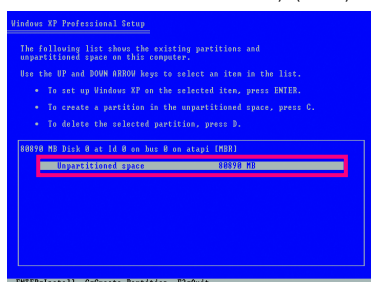 Windows XP Professional Setup
The following list shows the existing partitions and
unpartitioned space on this computer.
Use the UP and DOWN ARROW keys to select an item in the list.
• To set up Windows XP on the selected item, press ENTER.
• To create a partition in the unpartitioned space, press C.
• To delete the selected partition, press D.
80890 MB Disk 0 at Id 0 on bus 0 on atapi [MBR]
Unpartitioned space 80890 MB